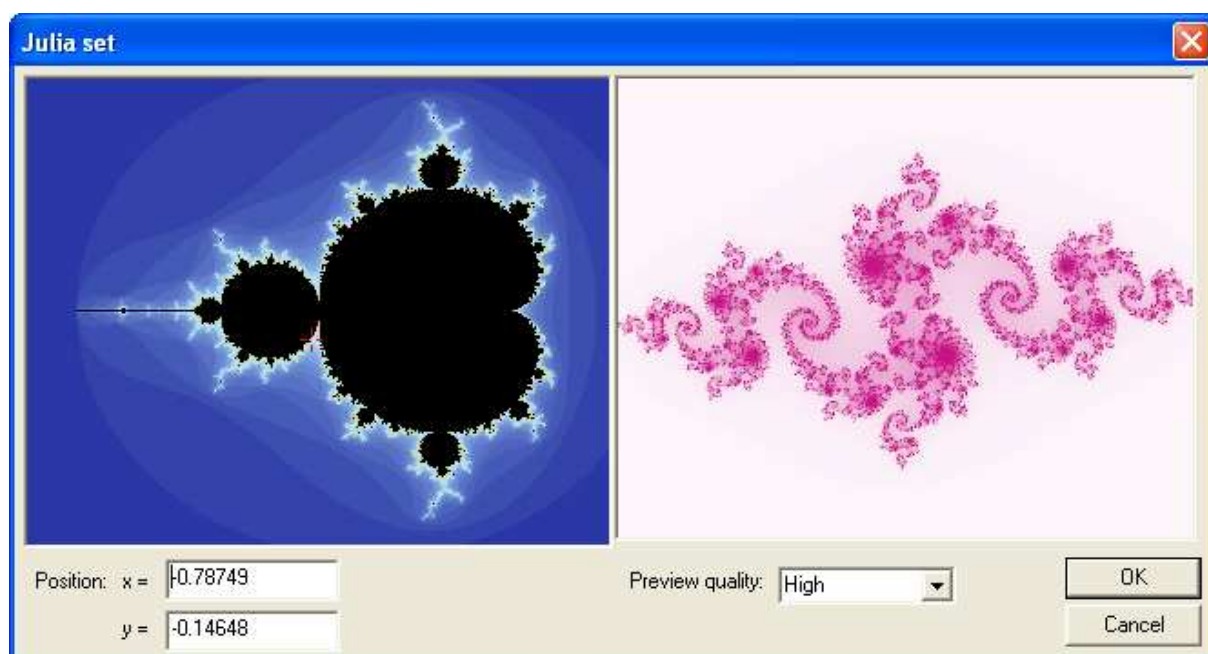 Julia set
Position: x = -0.78749
Preview quality: High
OK
y = -0.14648
Cancel